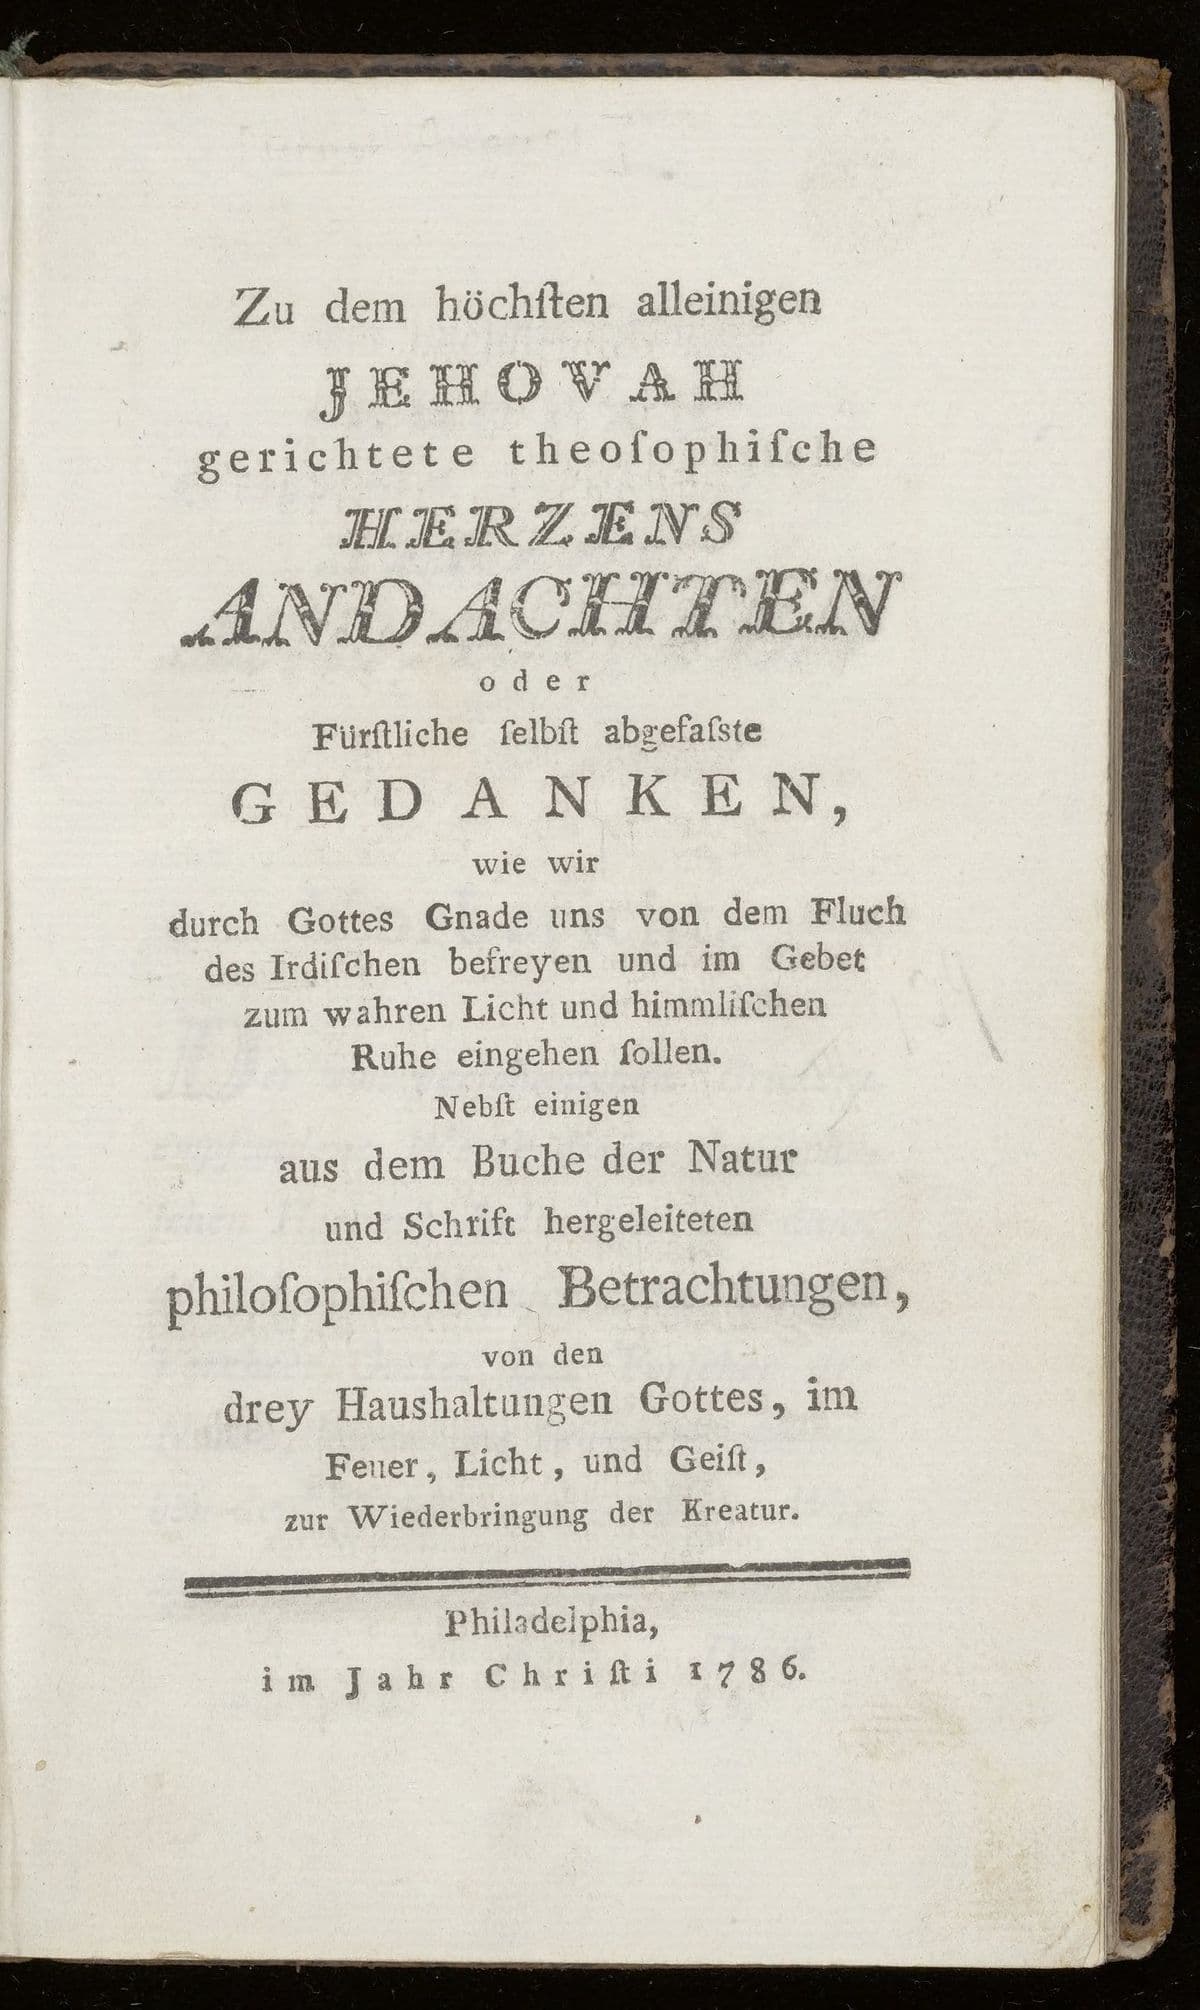 Zu dem höchſten alleinigen
JEHOVAH
gerichtete theoſophiſche
HERZENS
ANDACHTEN
oder
Fürſtliche ſelbſt abgefaſste
GEDANKEN,
wie wir
durch Gottes Gnade uns von dem Fluch
des Irdiſchen befreyen und im Gebet
zum wahren Licht und himmliſchen
Ruhe eingehen ſollen.
Nebſt einigen
aus dem Buche der Natur
und Schrift hergeleiteten
philoſophiſchen Betrachtungen,
von den
drey Haushaltungen Gottes, im
Feuer, Licht, und Geiſt,
zur Wiederbringung der Kreatur.
Philadelphia,
im Jahr Chriſti 1786.